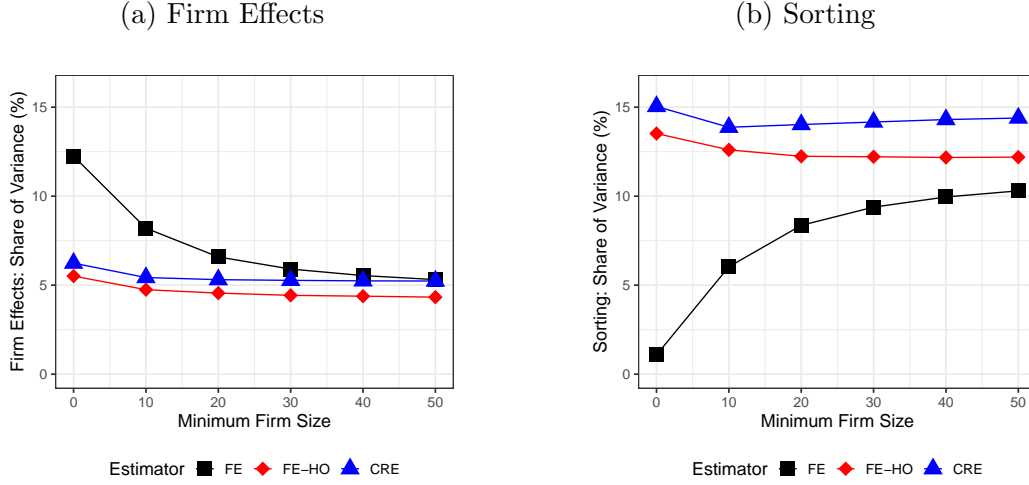 (a) Firm Effects
Firm Effects: Share of Variance (%)
15
10
5
0
0 10 20 30 40 50
Minimum Firm Size
Estimator FE FE−HO CRE
(b) Sorting
Sorting: Share of Variance (%)
15
10
5
0
0 10 20 30 40 50
Minimum Firm Size
Estimator FE FE−HO CRE